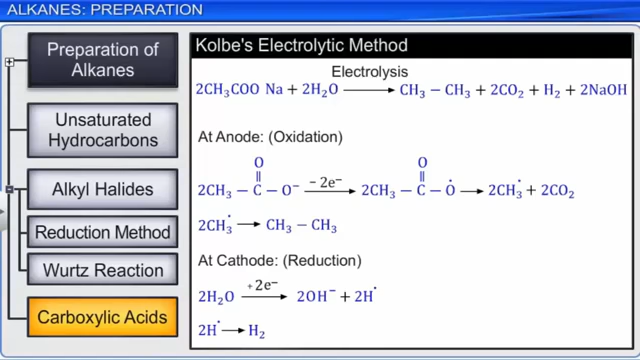 ALKANES: PREPARATION
Preparation of
Alkanes
Unsaturated
Hydrocarbons
Alkyl Halides
Reduction Method
Wurtz Reaction
Carboxylic Acids
Kolbe's Electrolytic Method
Electrolysis
2CH₃COO Na + 2H₂O ⟶ CH₃ − CH₃ + 2CO₂ + H₂ + 2NaOH
At Anode: (Oxidation)
O O
|| ||
2CH₃ − C − O⁻ −2e⁻⟶ 2CH₃ − C − Ȯ ⟶ 2CH₃˙ + 2CO₂
2CH₃˙ ⟶ CH₃ − CH₃
At Cathode: (Reduction)
2H₂O +2e⁻⟶ 2OH⁻ + 2H˙
2H˙ ⟶ H₂